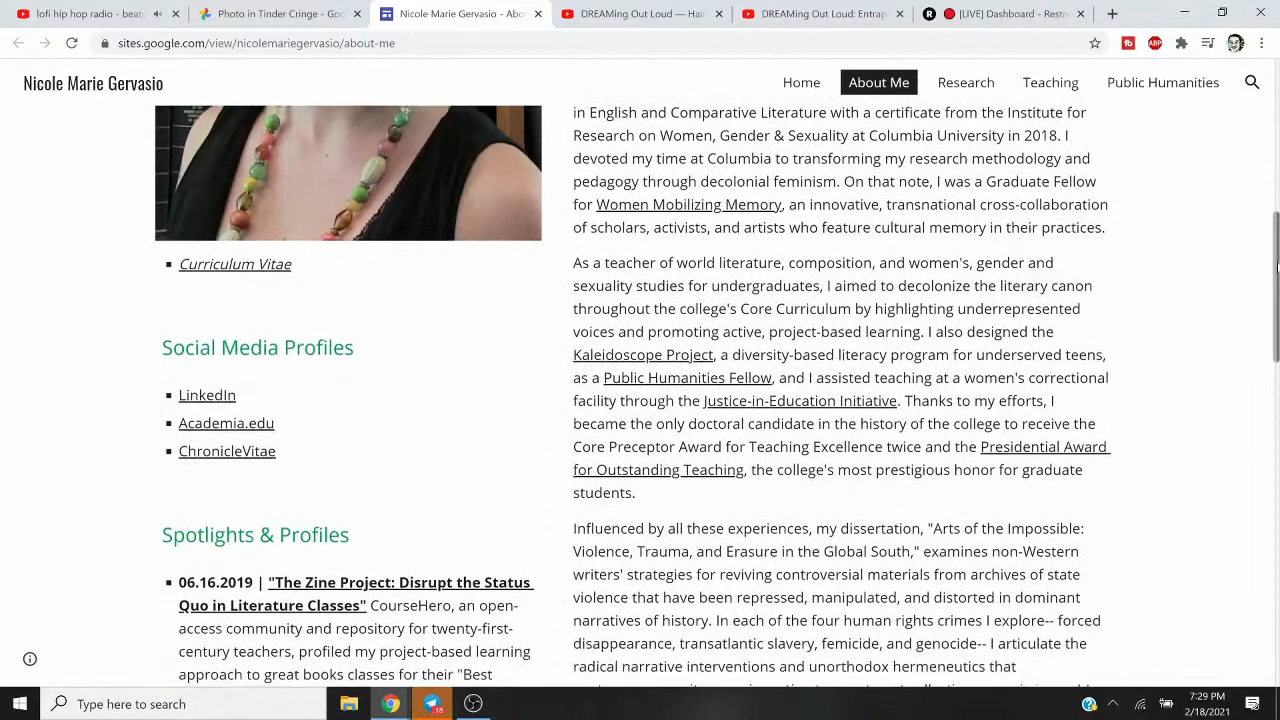 lofi hip hop radio beats
Photo in Tinder - Go
Nicole Marie Gervasio - Abo
DREAMing Out Loud — Hair
DREAMing Out Loud: Entrap
[LIVE] Dashboard - Restr
sites.google.com/view/nicolemariegervasio/about-me
Nicole Marie Gervasio
Home
About Me
Research
Teaching
Public Humanities
Curriculum Vitae
Social Media Profiles
LinkedIn
Academia.edu
ChronicleVitae
Spotlights & Profiles
06.16.2019 | "The Zine Project: Disrupt the Status
Quo in Literature Classes" CourseHero, an open-
access community and repository for twenty-first-
century teachers, profiled my project-based learning
approach to great books classes for their "Best
in English and Comparative Literature with a certificate from the Institute for
Research on Women, Gender & Sexuality at Columbia University in 2018. I
devoted my time at Columbia to transforming my research methodology and
pedagogy through decolonial feminism. On that note, I was a Graduate Fellow
for Women Mobilizing Memory, an innovative, transnational cross-collaboration
of scholars, activists, and artists who feature cultural memory in their practices.
As a teacher of world literature, composition, and women's, gender and
sexuality studies for undergraduates, I aimed to decolonize the literary canon
throughout the college's Core Curriculum by highlighting underrepresented
voices and promoting active, project-based learning. I also designed the
Kaleidoscope Project, a diversity-based literacy program for underserved teens,
as a Public Humanities Fellow, and I assisted teaching at a women's correctional
facility through the Justice-in-Education Initiative. Thanks to my efforts, I
became the only doctoral candidate in the history of the college to receive the
Core Preceptor Award for Teaching Excellence twice and the Presidential Award
for Outstanding Teaching, the college's most prestigious honor for graduate
students.
Influenced by all these experiences, my dissertation, "Arts of the Impossible:
Violence, Trauma, and Erasure in the Global South," examines non-Western
writers' strategies for reviving controversial materials from archives of state
violence that have been repressed, manipulated, and distorted in dominant
narratives of history. In each of the four human rights crimes I explore-- forced
disappearance, transatlantic slavery, femicide, and genocide-- I articulate the
radical narrative interventions and unorthodox hermeneutics that
Type here to search
7:29 PM
2/18/2021